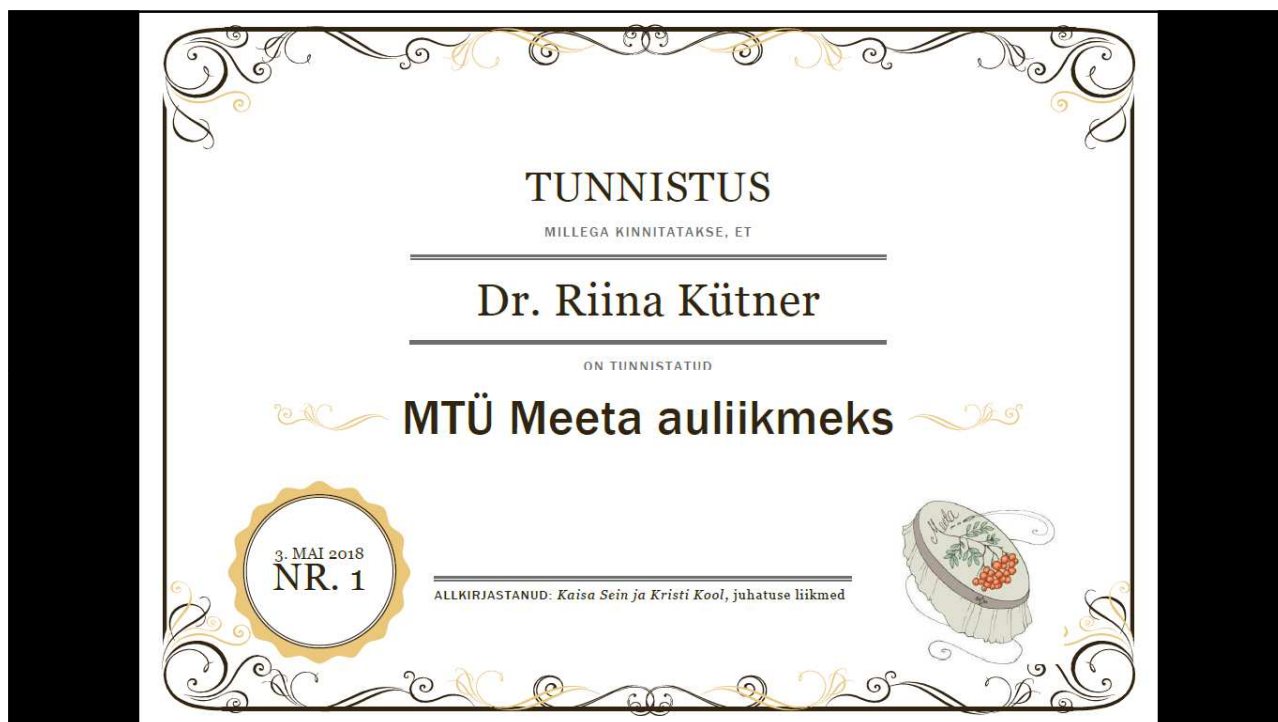 TUNNISTUS
MILLEGA KINNITATAKSE, ET
Dr. Riina Kütner
ON TUNNISTATUD
MTÜ Meeta auliikmeks
3. MAI 2018
NR. 1
ALLKIRJASTANUD: Kaisa Sein ja Kristi Kool, juhatuse liikmed
Meeta